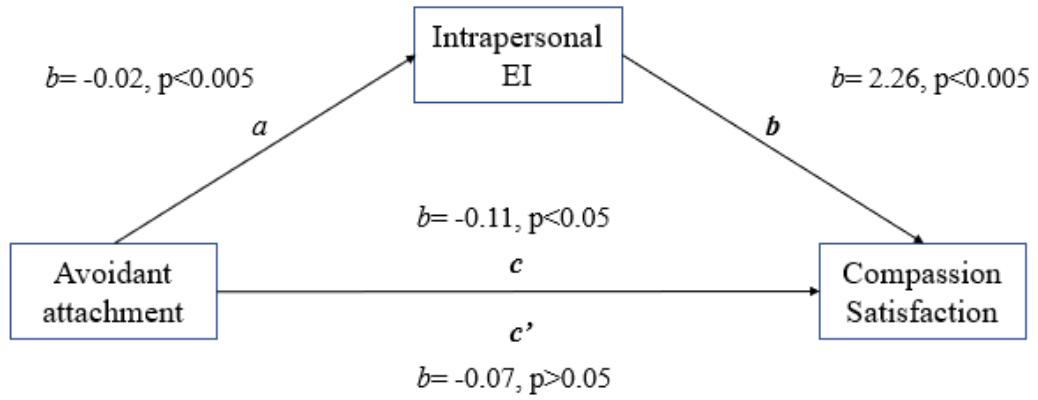 Intrapersonal
EI
b= -0.02, p<0.005
b= 2.26, p<0.005
a
b
b= -0.11, p<0.05
c
Avoidant
attachment
Compassion
Satisfaction
c’
b= -0.07, p>0.05